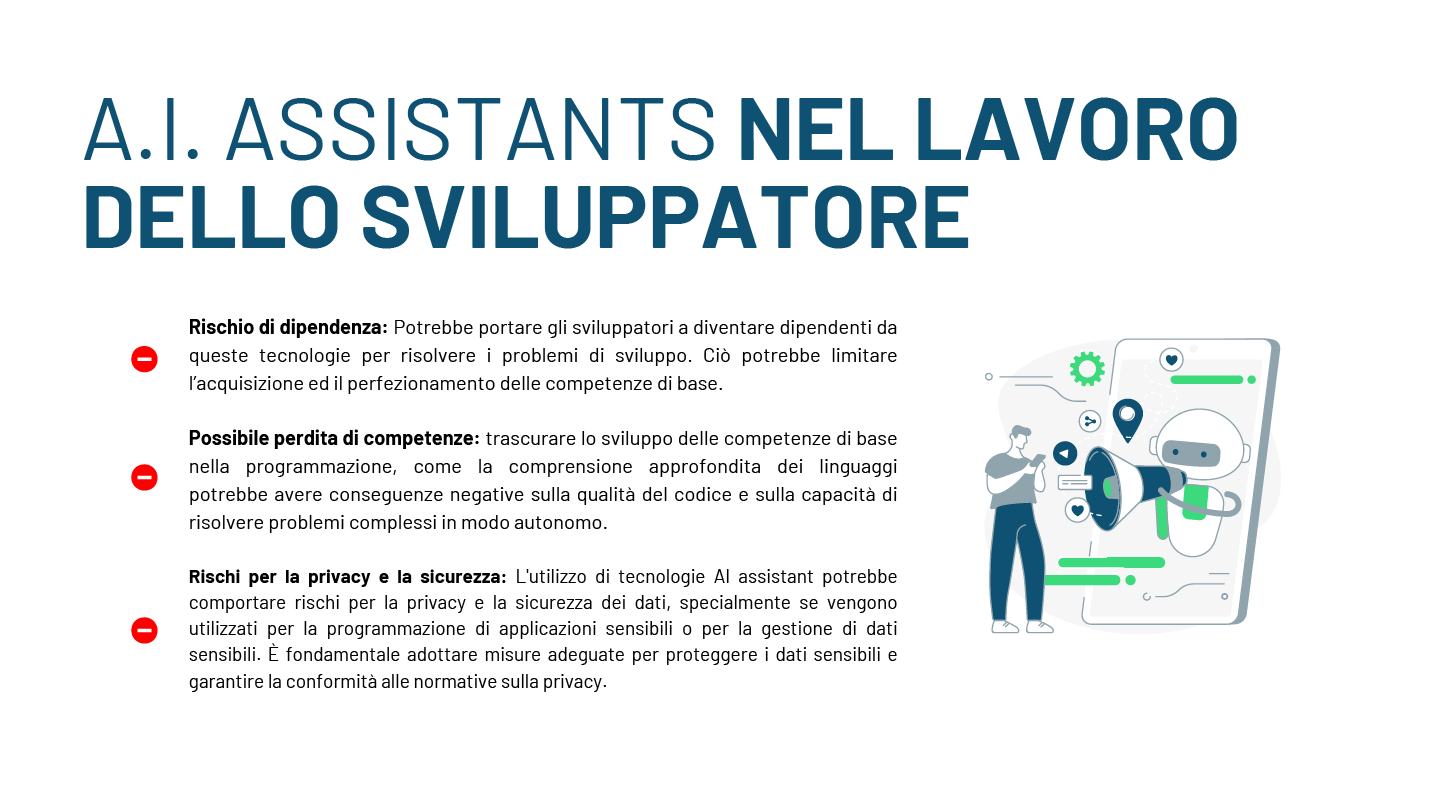 A.I. ASSISTANTS NEL LAVORO
DELLO SVILUPPATORE
Rischio di dipendenza: Potrebbe portare gli sviluppatori a diventare dipendenti da
queste tecnologie per risolvere i problemi di sviluppo. Ciò potrebbe limitare
l’acquisizione ed il perfezionamento delle competenze di base.
Possibile perdita di competenze: trascurare lo sviluppo delle competenze di base
nella programmazione, come la comprensione approfondita dei linguaggi
potrebbe avere conseguenze negative sulla qualità del codice e sulla capacità di
risolvere problemi complessi in modo autonomo.
Rischi per la privacy e la sicurezza: L'utilizzo di tecnologie AI assistant potrebbe
comportare rischi per la privacy e la sicurezza dei dati, specialmente se vengono
utilizzati per la programmazione di applicazioni sensibili o per la gestione di dati
sensibili. È fondamentale adottare misure adeguate per proteggere i dati sensibili e
garantire la conformità alle normative sulla privacy.